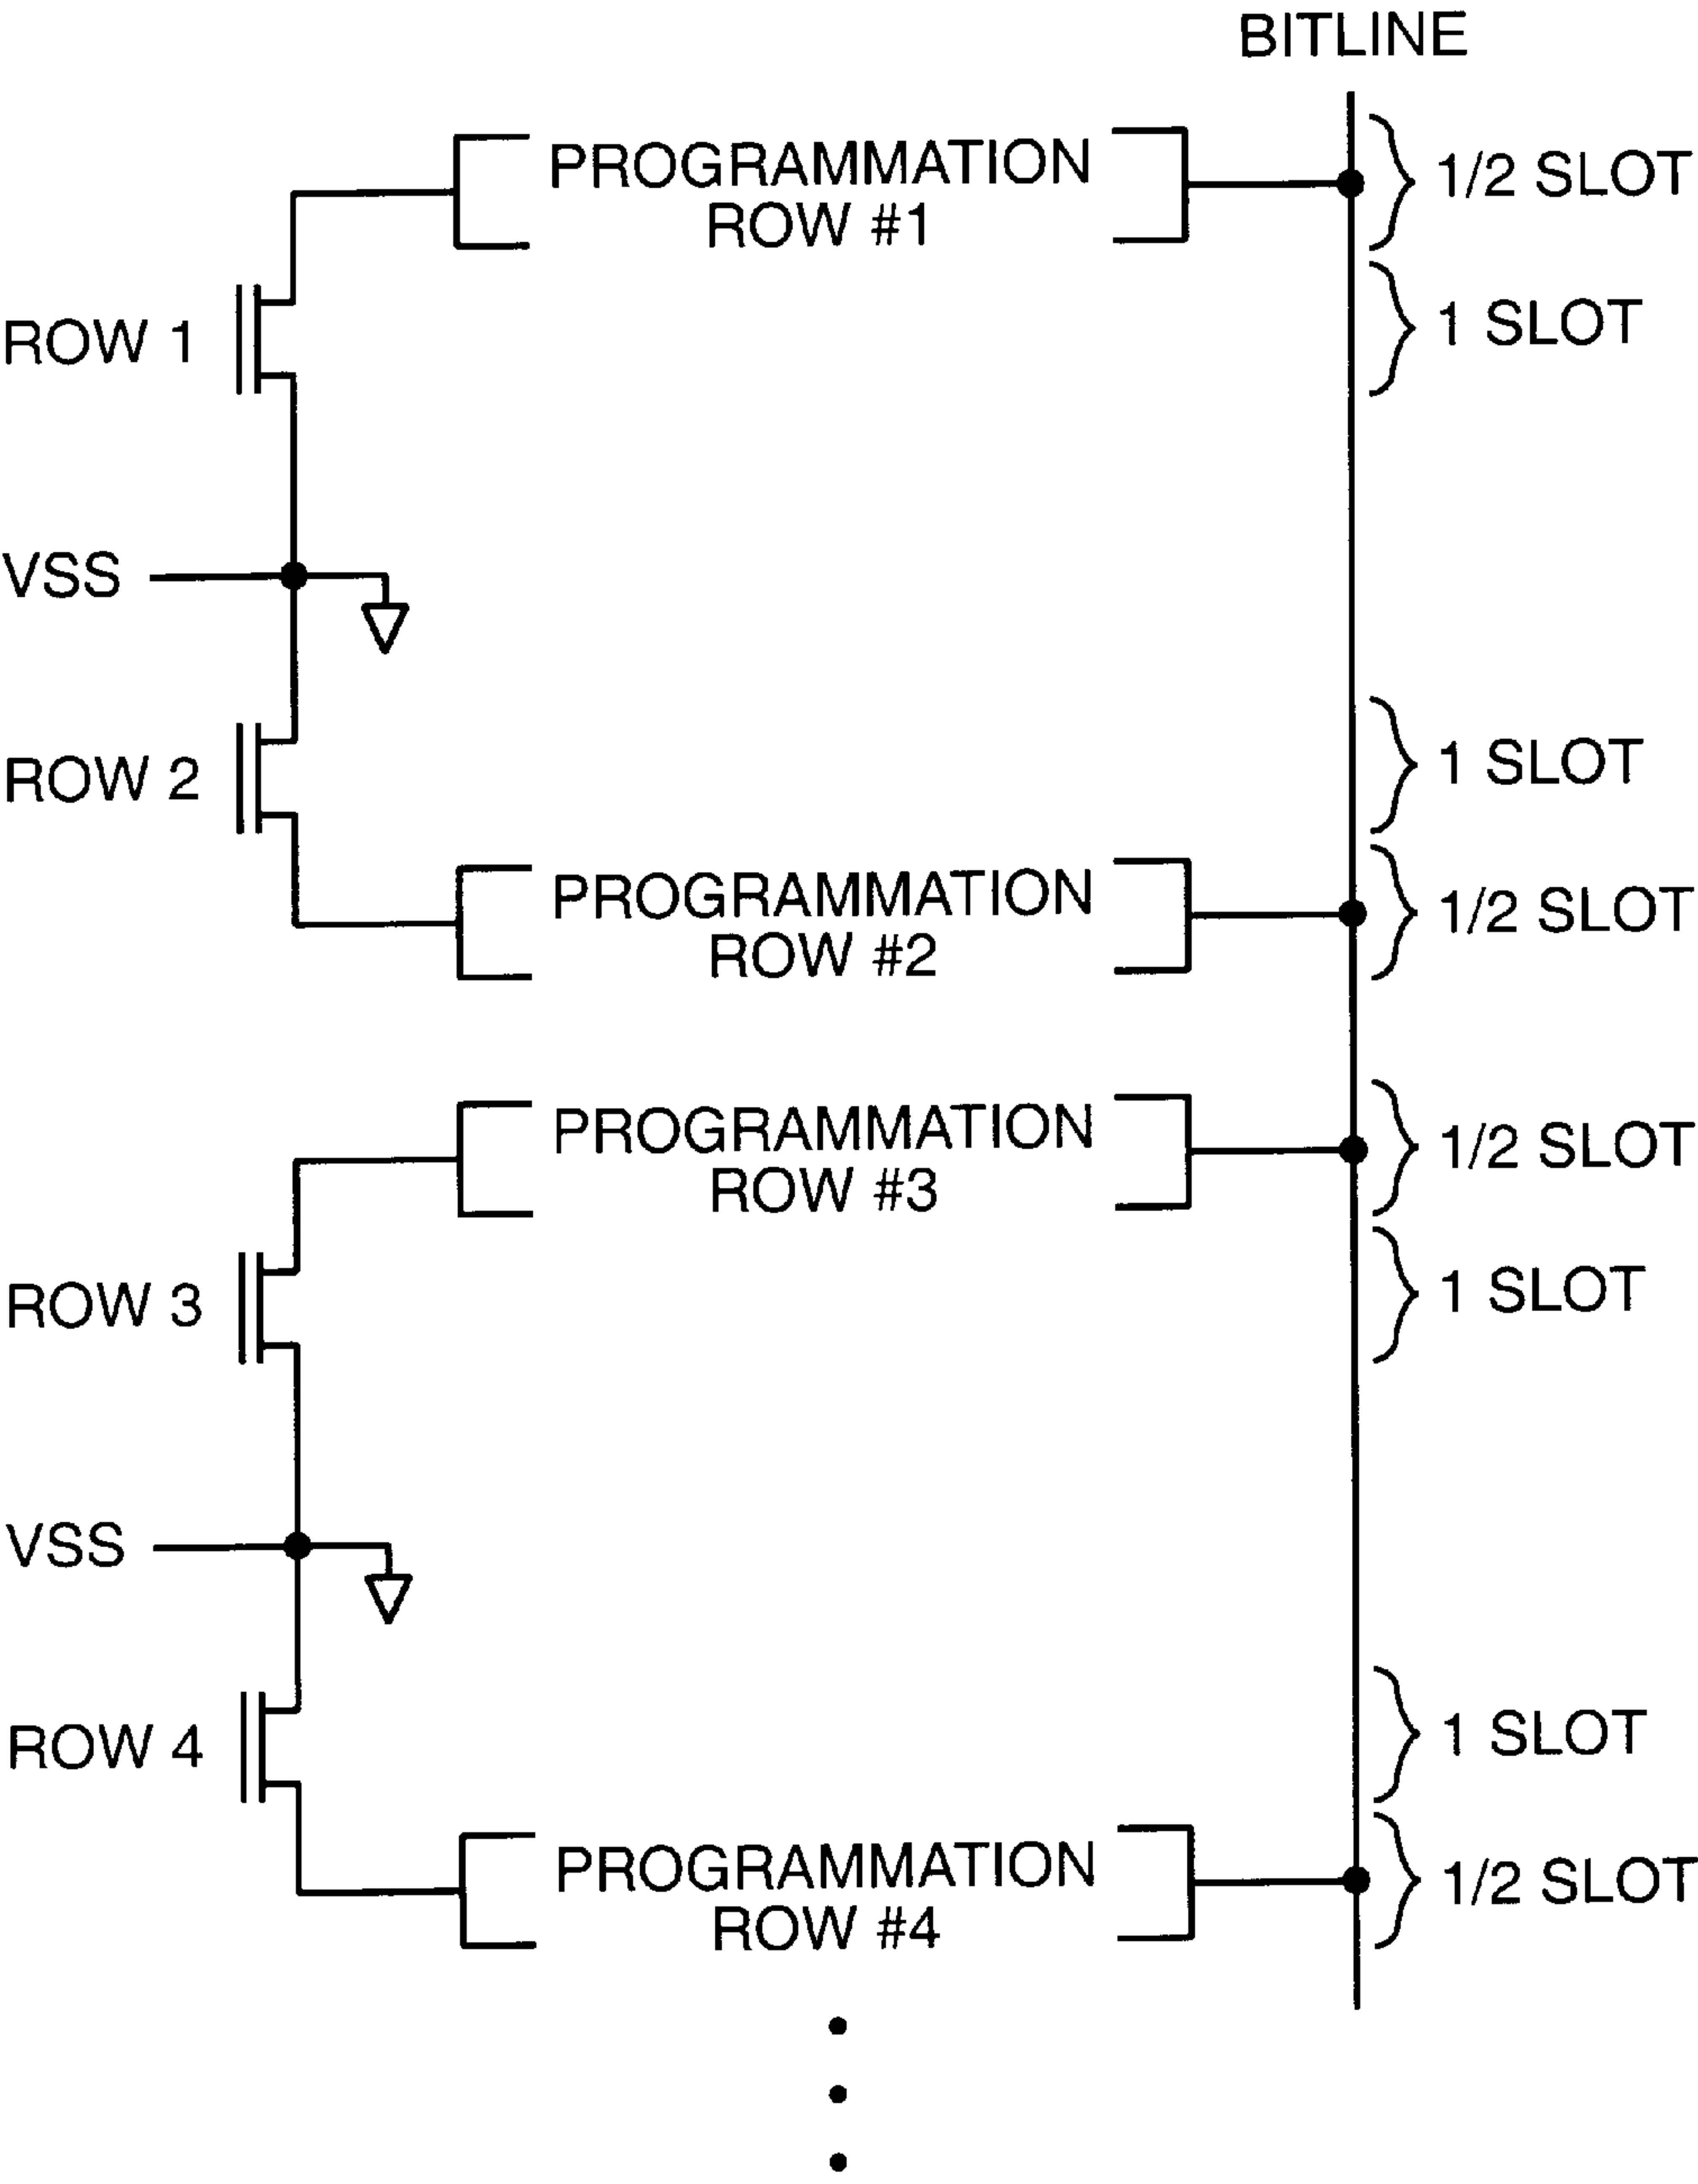 BITLINE
PROGRAMMATION
ROW #1
1/2 SLOT
1 SLOT
ROW 1
VSS
1 SLOT
ROW 2
PROGRAMMATION
ROW #2
1/2 SLOT
PROGRAMMATION
ROW #3
1/2 SLOT
1 SLOT
ROW 3
VSS
1 SLOT
ROW 4
PROGRAMMATION
ROW #4
1/2 SLOT